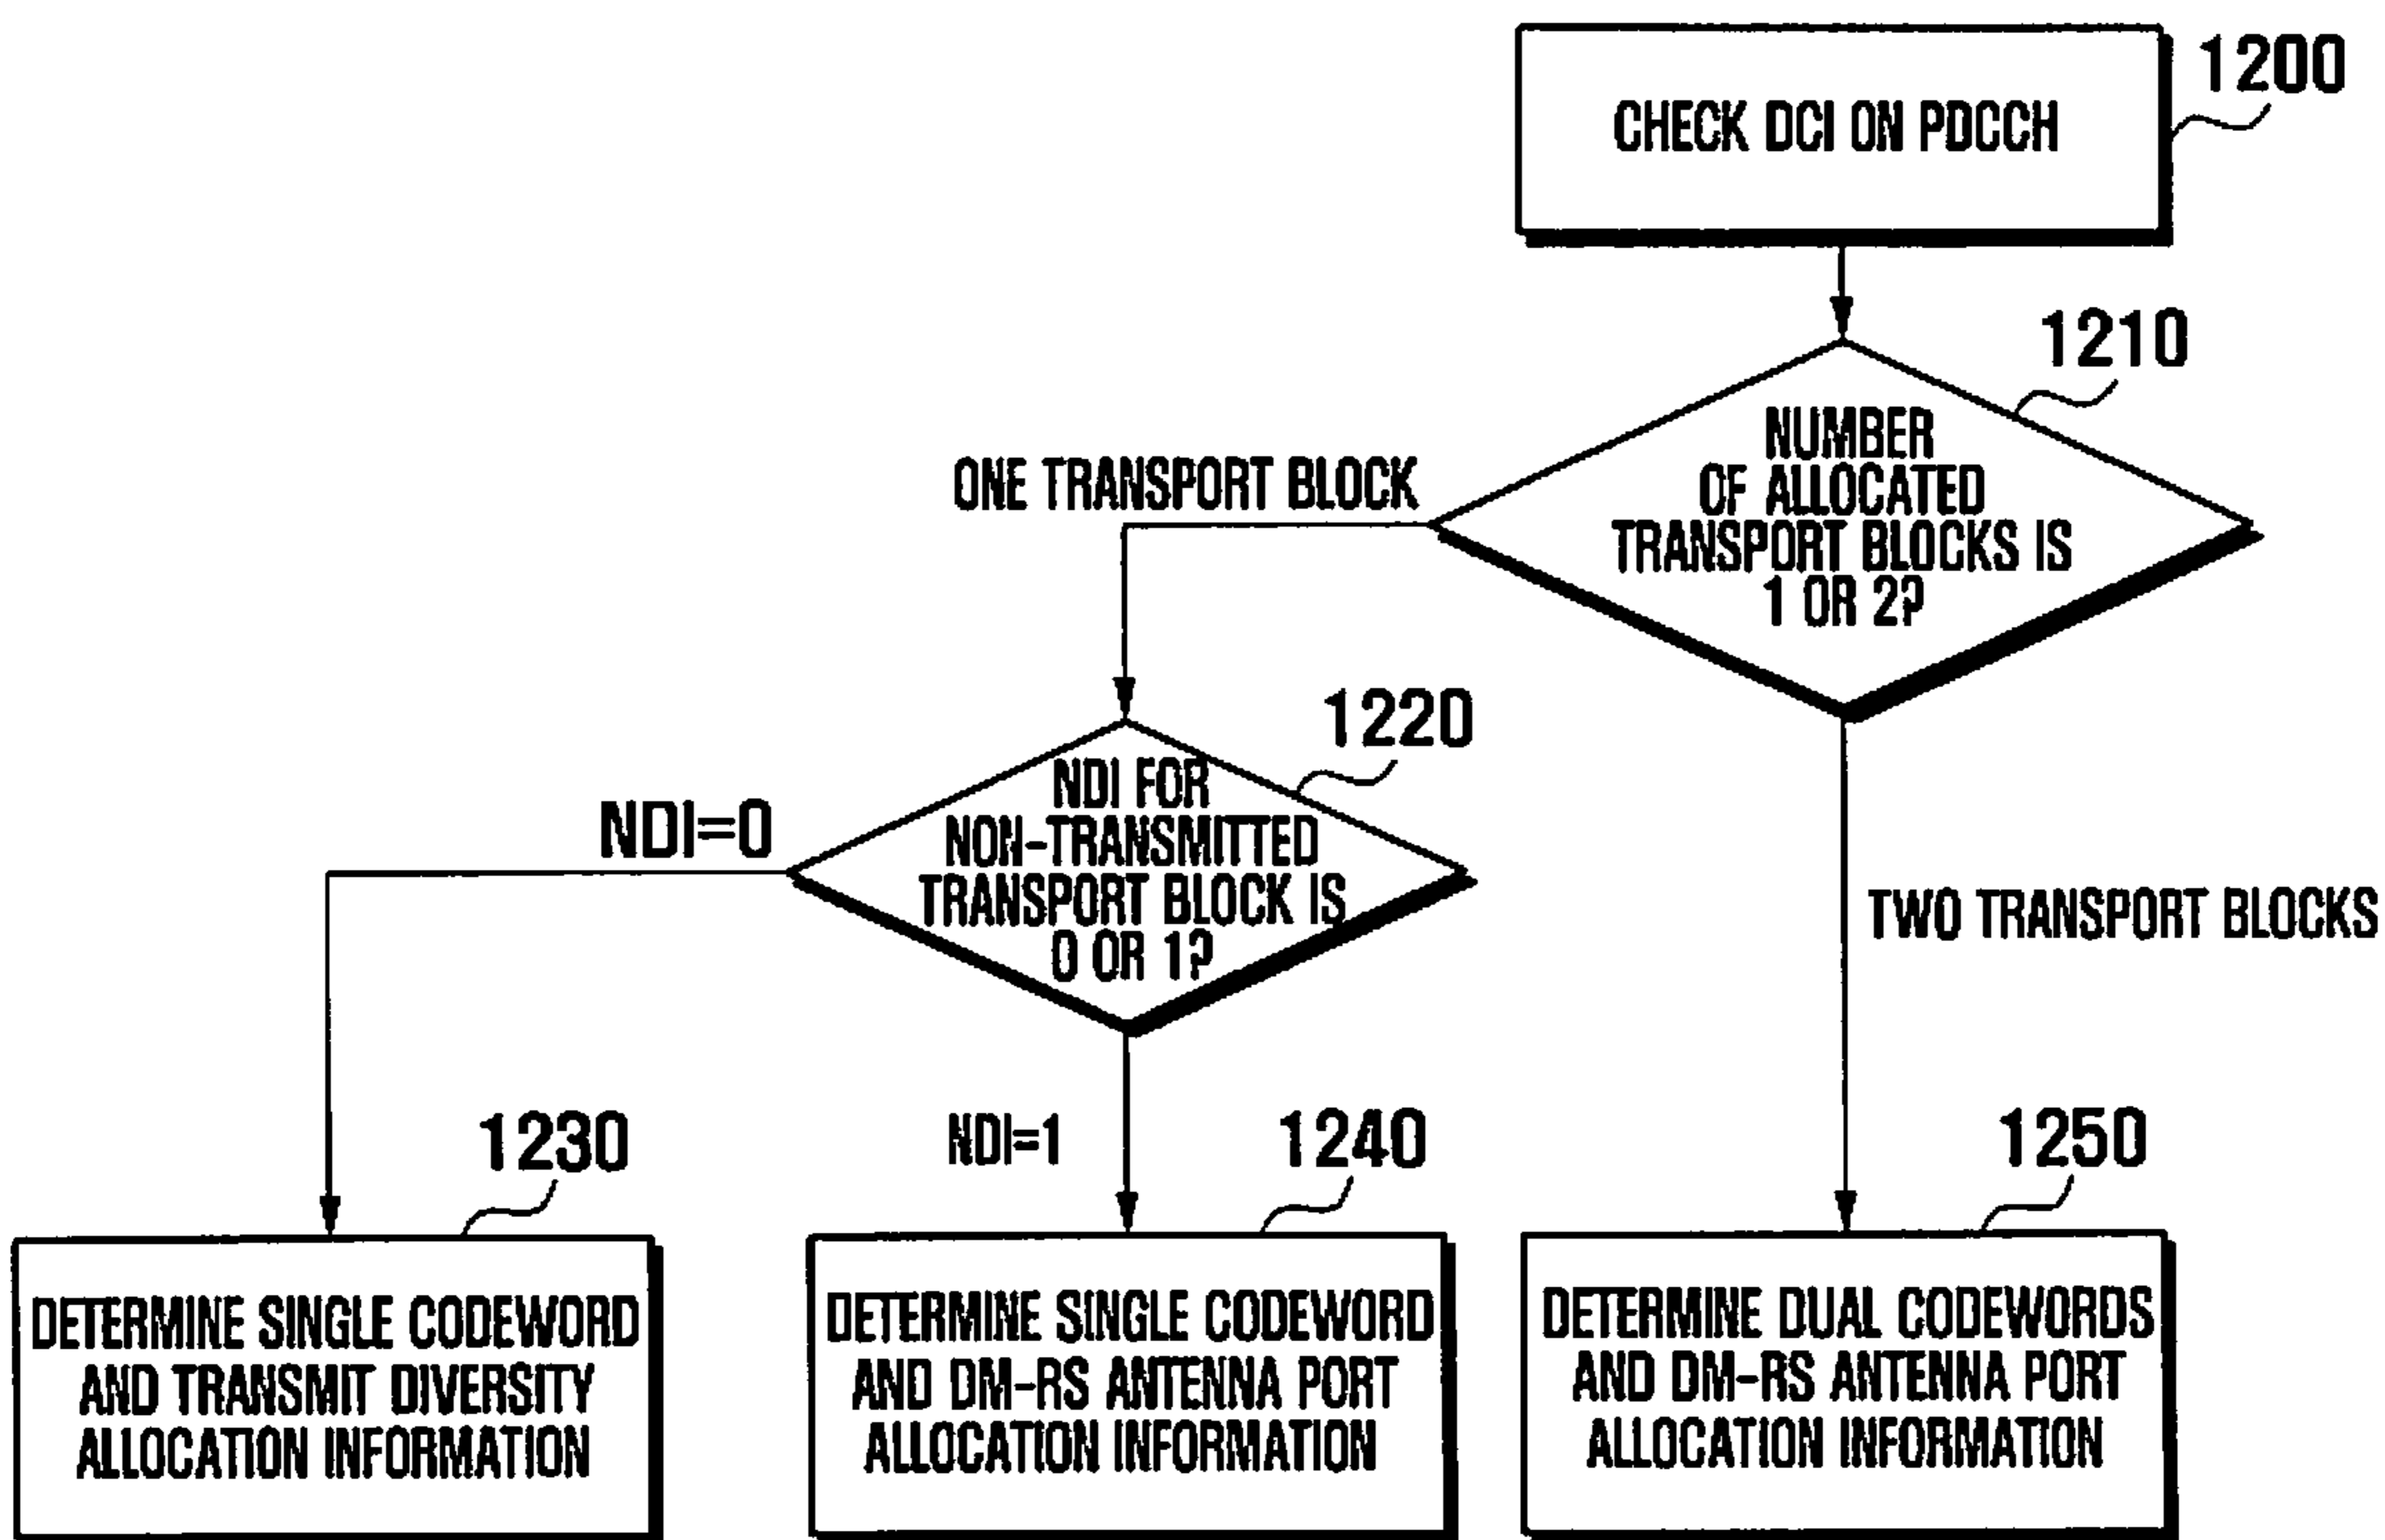 1200
CHECK DCI ON PDCCH
1210
NUMBER
OF ALLOCATED
TRANSPORT BLOCKS IS
1 OR 2?
ONE TRANSPORT BLOCK
1220
NDI FOR
NON-TRANSMITTED
TRANSPORT BLOCK IS
0 OR 1?
NDI=0
TWO TRANSPORT BLOCKS
1230
NDI=1
1240
1250
DETERMINE SINGLE CODEWORD
AND TRANSMIT DIVERSITY
ALLOCATION INFORMATION
DETERMINE SINGLE CODEWORD
AND DM-RS ANTENNA PORT
ALLOCATION INFORMATION
DETERMINE DUAL CODEWORDS
AND DM-RS ANTENNA PORT
ALLOCATION INFORMATION